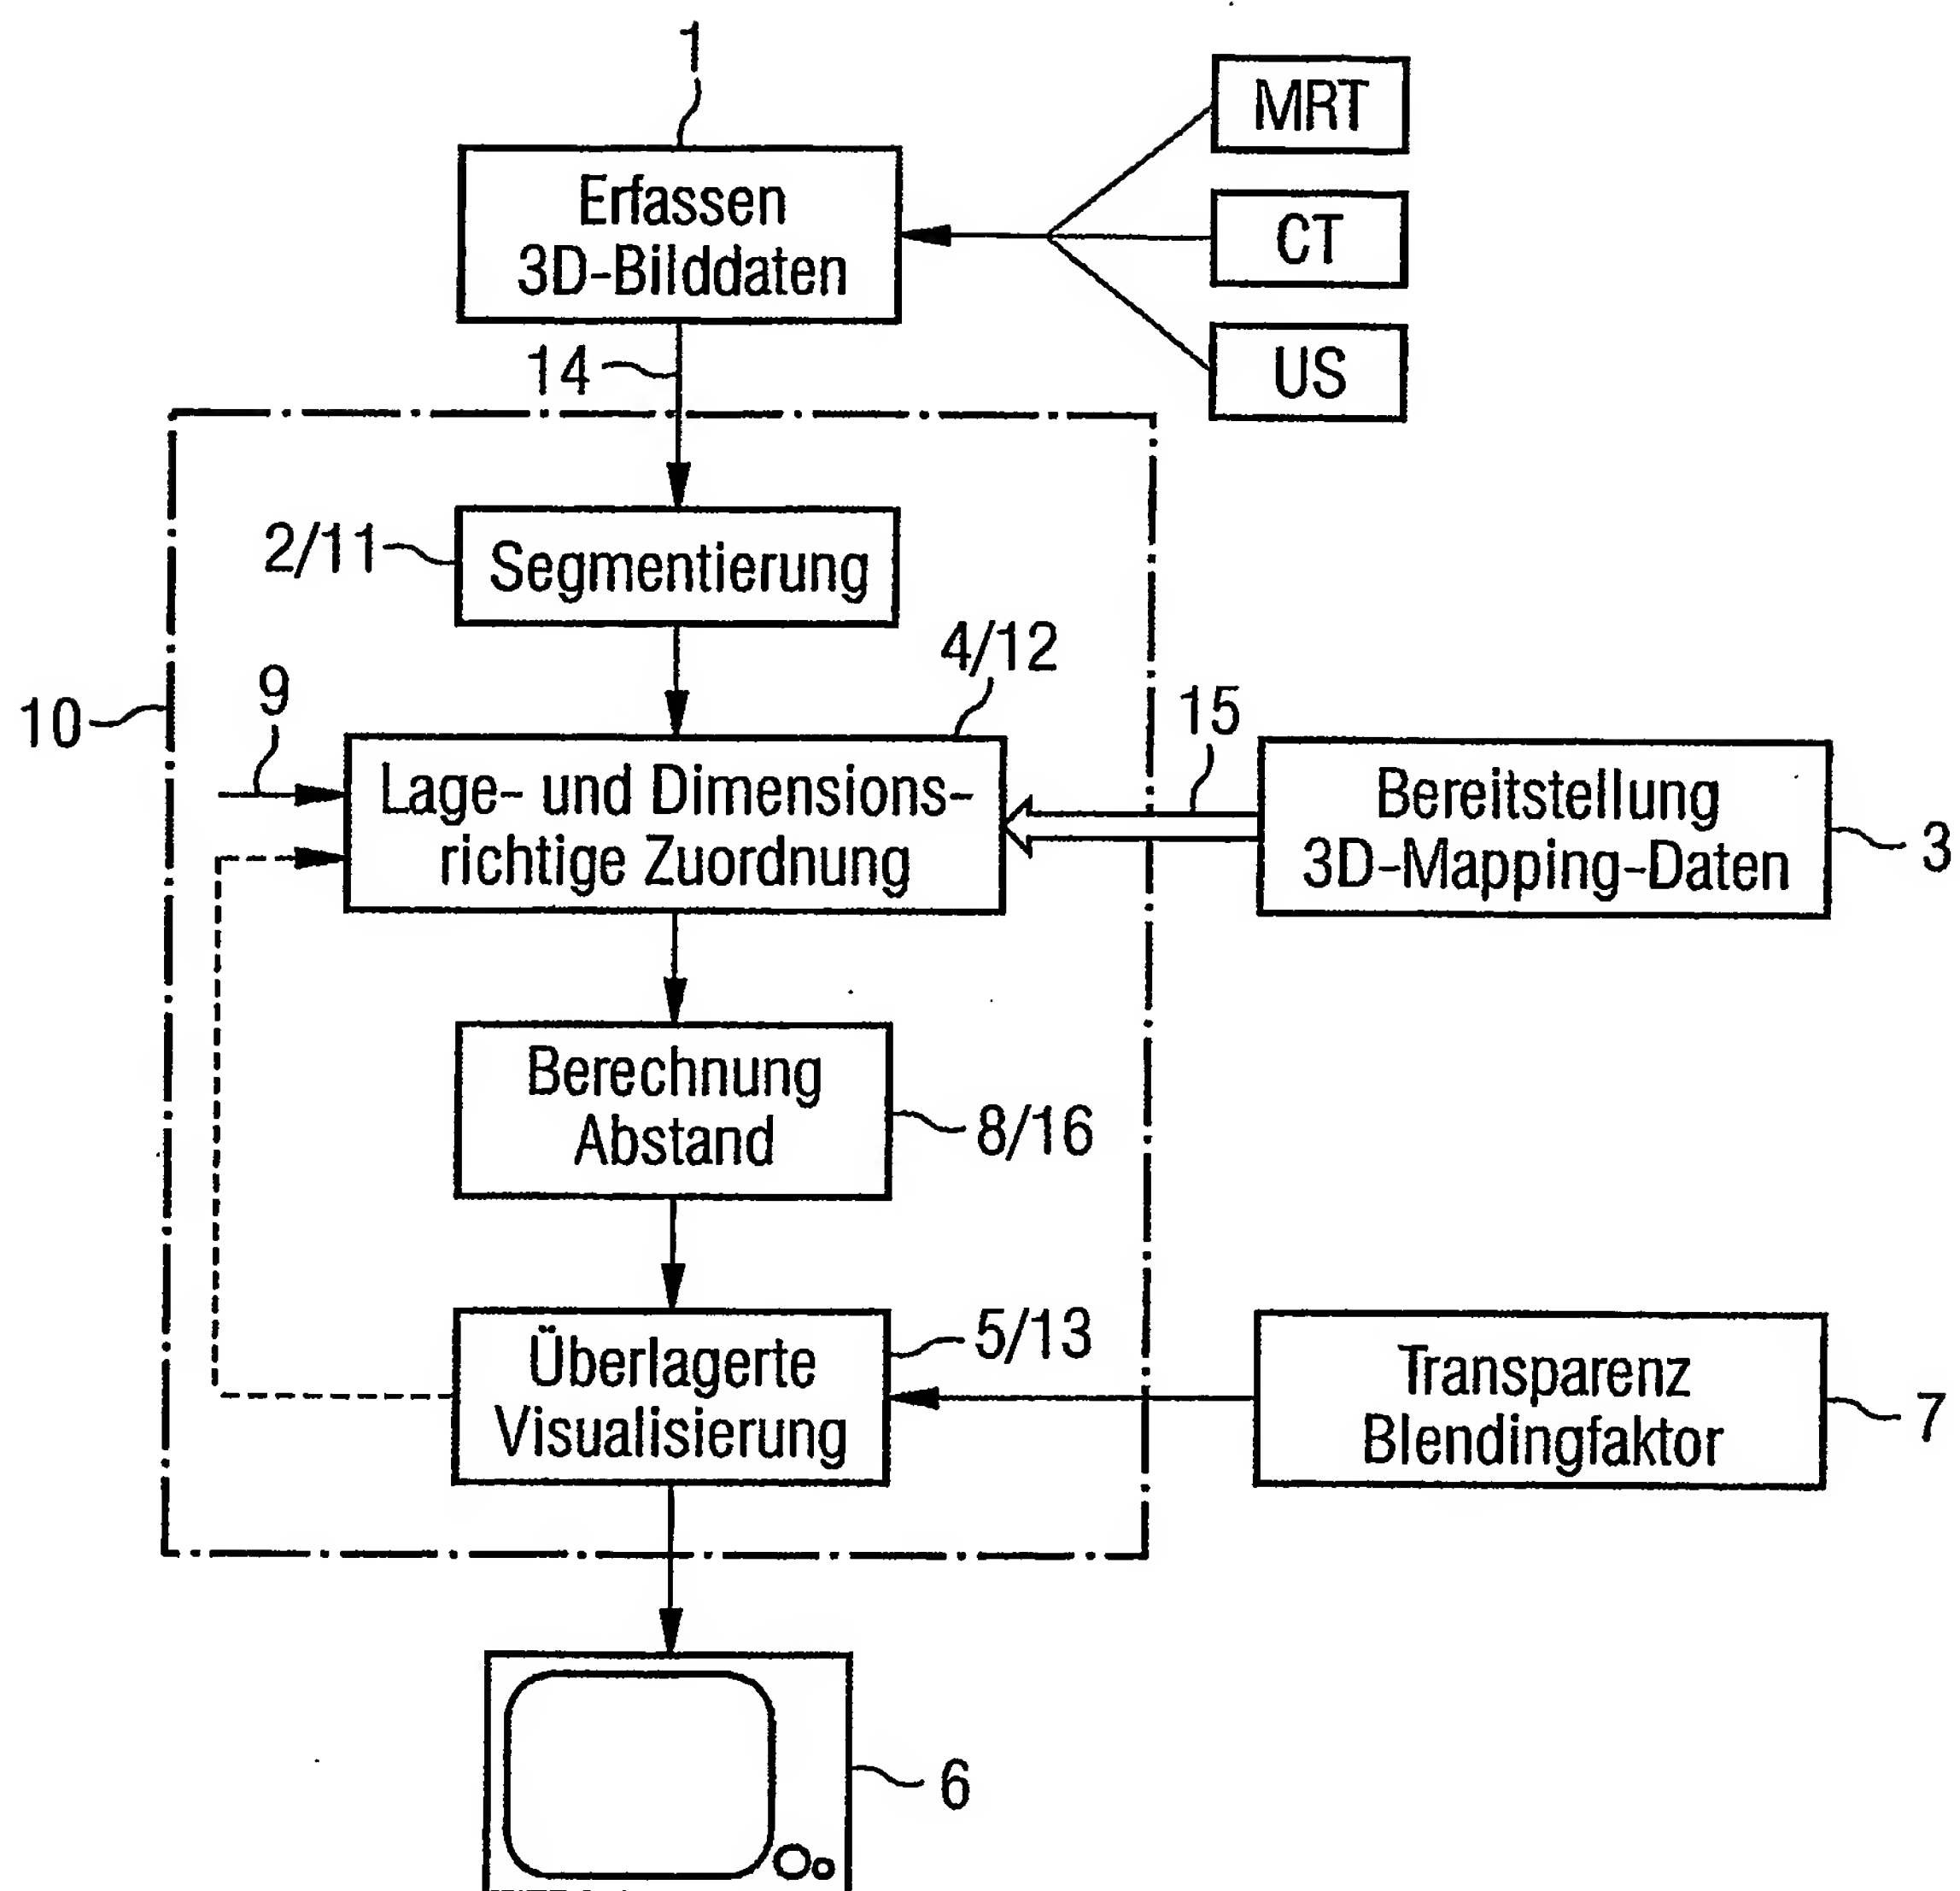 1
MRT
Erfassen
3D-Bilddaten
CT
14
US
2/11
Segmentierung
4/12
9
10
15
Lage- und Dimensions-
richtige Zuordnung
Bereitstellung
3D-Mapping-Daten
3
Berechnung
Abstand
8/16
5/13
Überlagerte
Visualisierung
Transparenz
Blendingfaktor
7
6